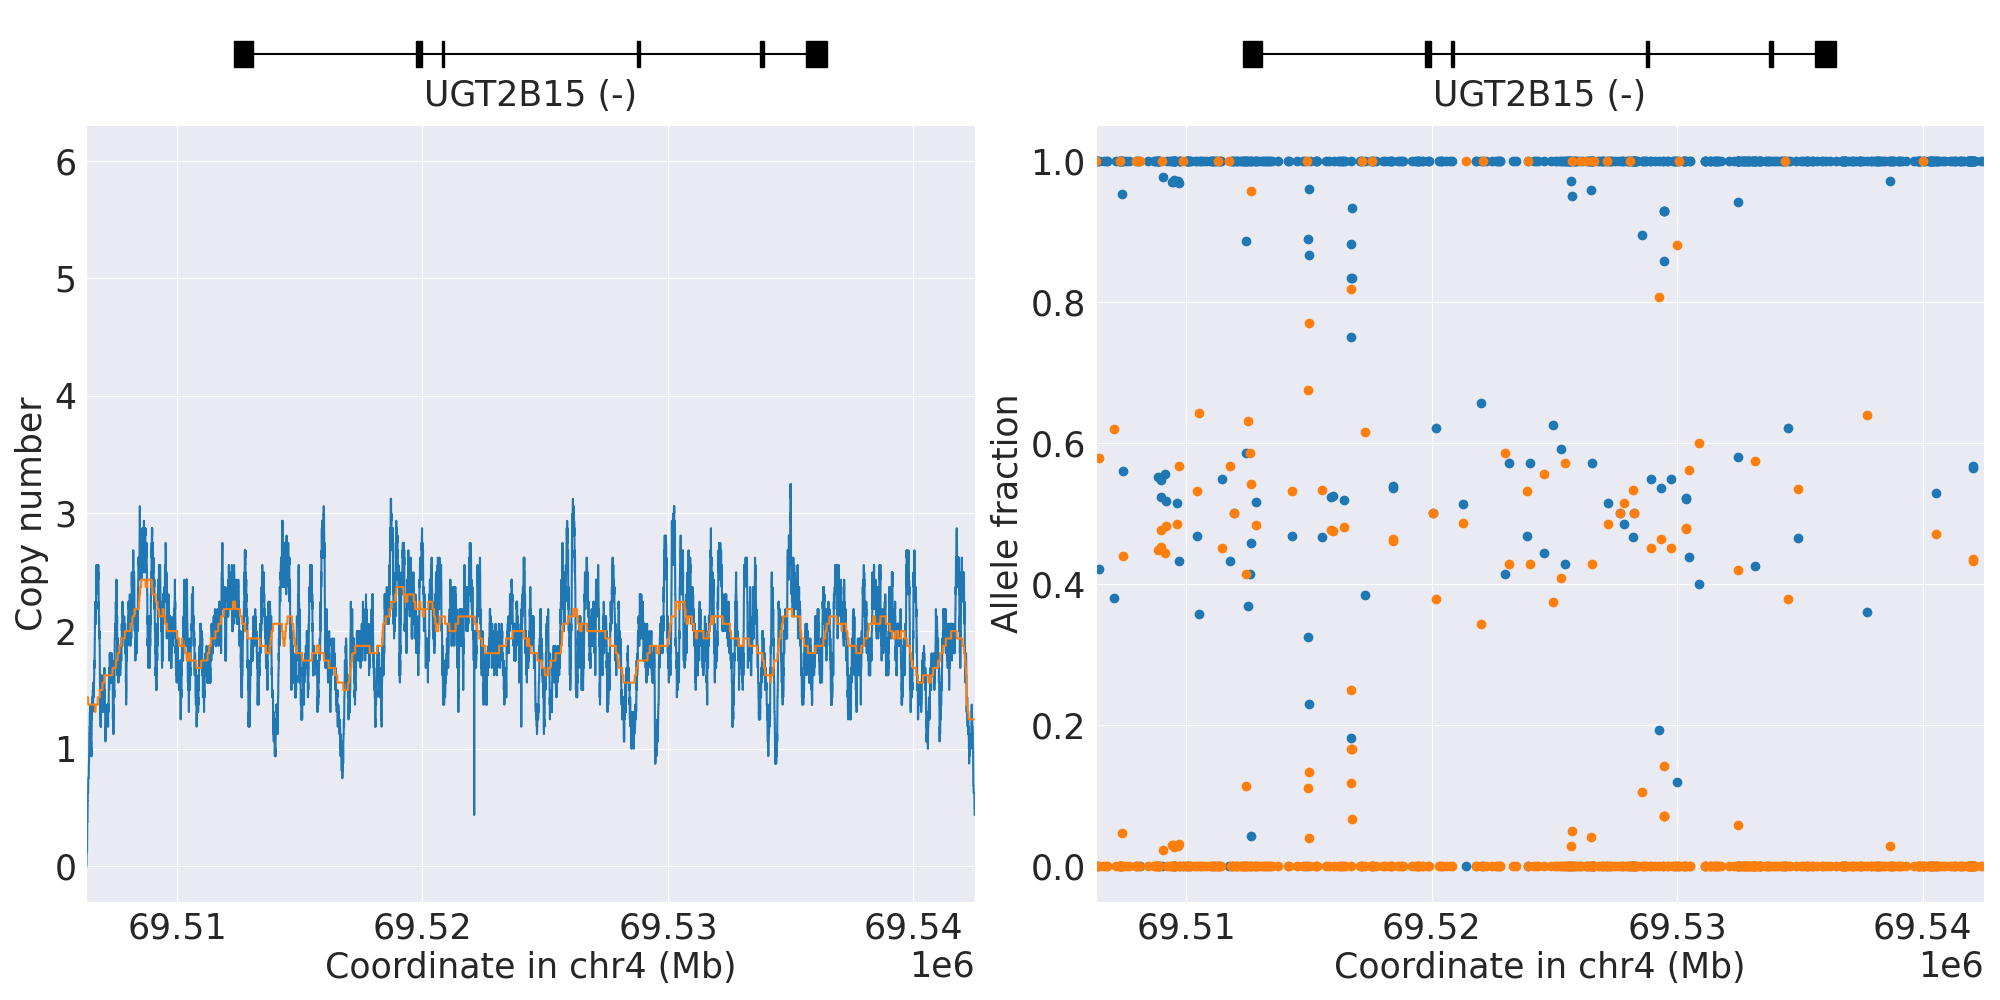 UGT2B15 (-)
6
5
4
3
2
1
0
Copy number
69.51 69.52 69.53 69.54
Coordinate in chr4 (Mb) 1e6
UGT2B15 (-)
1.0
0.8
0.6
0.4
0.2
0.0
Allele fraction
69.51 69.52 69.53 69.54
Coordinate in chr4 (Mb) 1e6